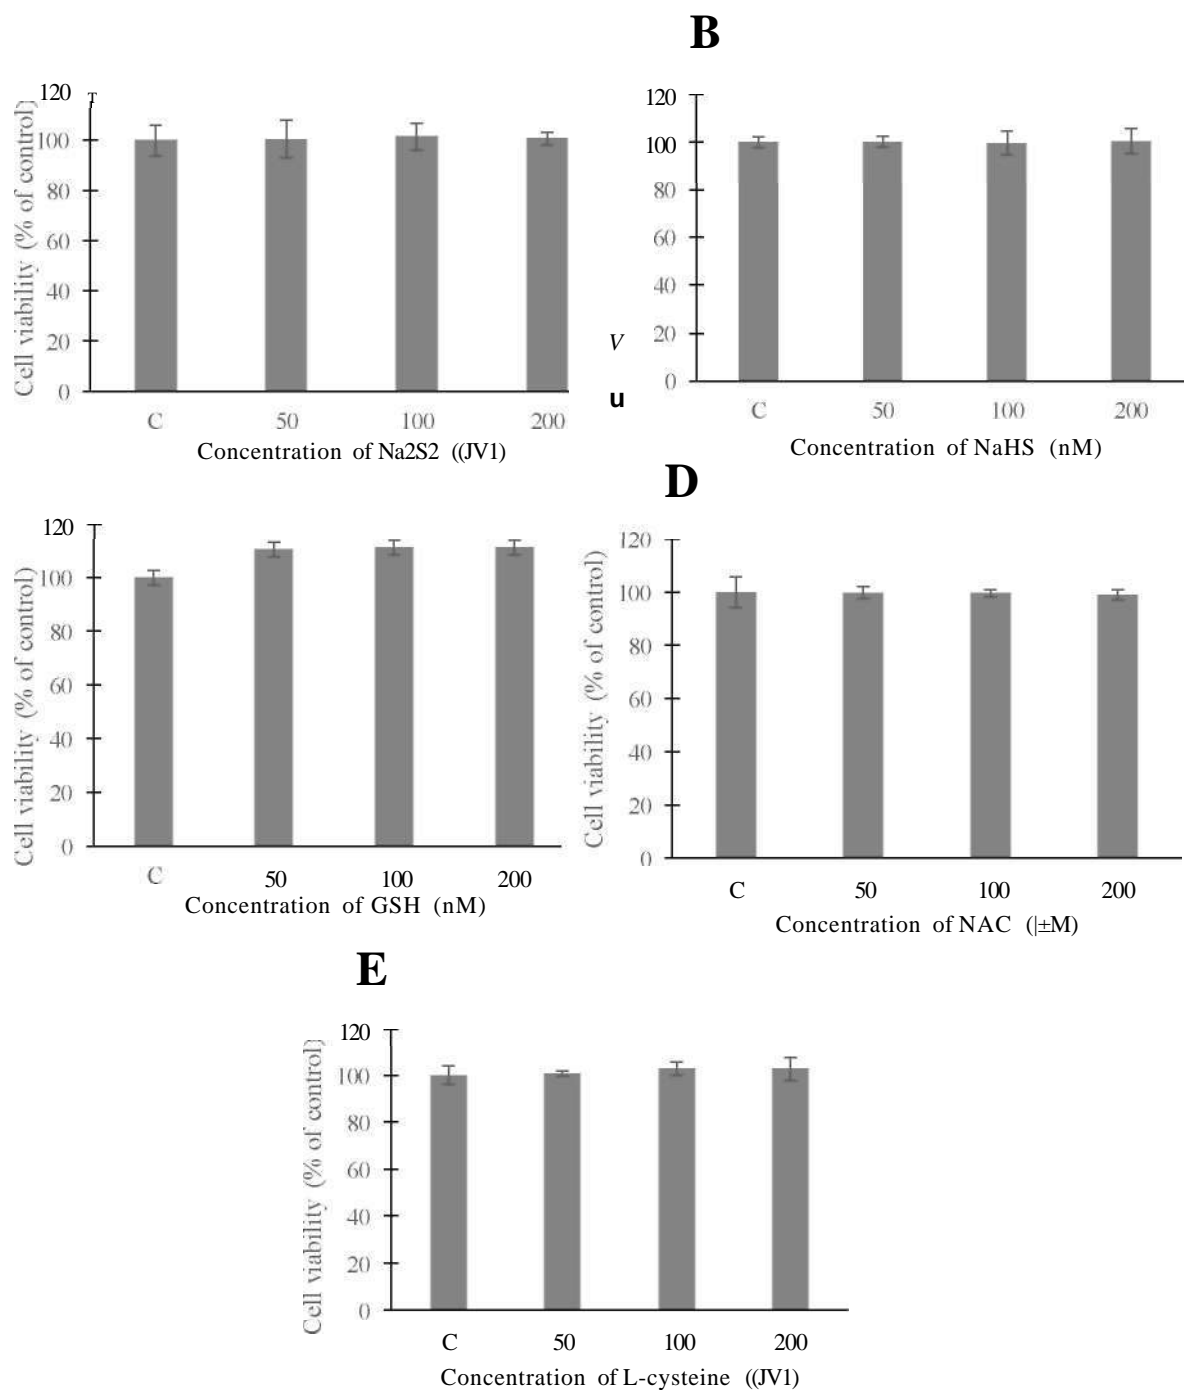 B
120 T
100
80
60
40
20
0
Cell viability (% of control)
C 50 100 200
Concentration of Na2S2 ((JV1)
120
100
80
60
40
20
0
V
u
C 50 100 200
Concentration of NaHS (nM)
120
100
80
60
40
20
0
Cell viability (% of control)
C 50 100 200
Concentration of GSH (nM)
D
120
100
80
60
40
20
0
Cell viability (% of control)
C 50 100 200
Concentration of NAC (|±M)
E
120
100
80
60
40
20
0
Cell viability (% of control)
C 50 100 200
Concentration of L-cysteine ((JV1)